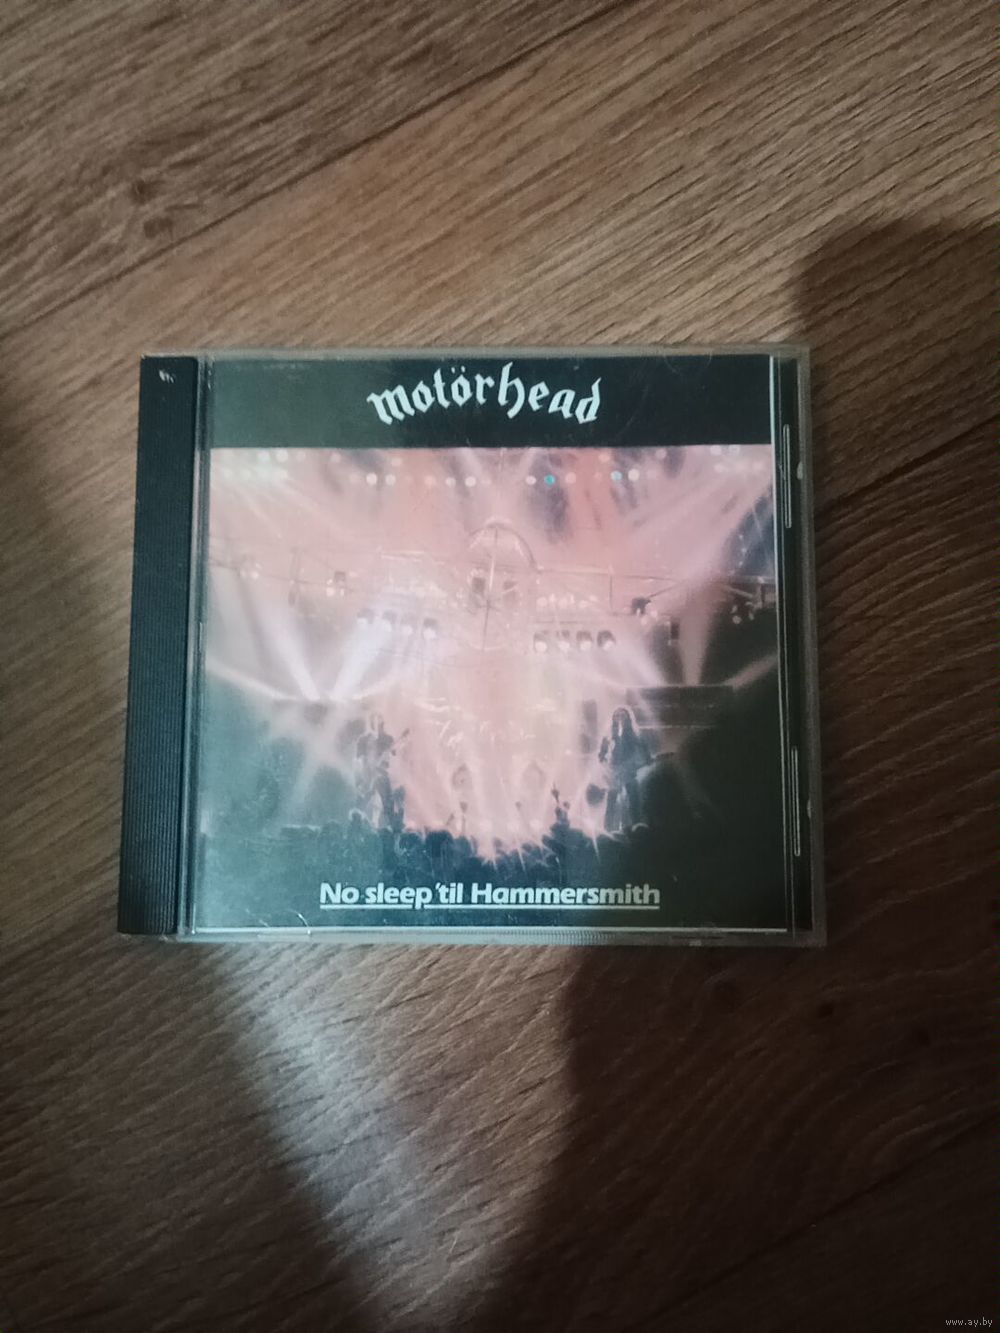 motörhead
No sleep 'til Hammersmith
www.ay.by